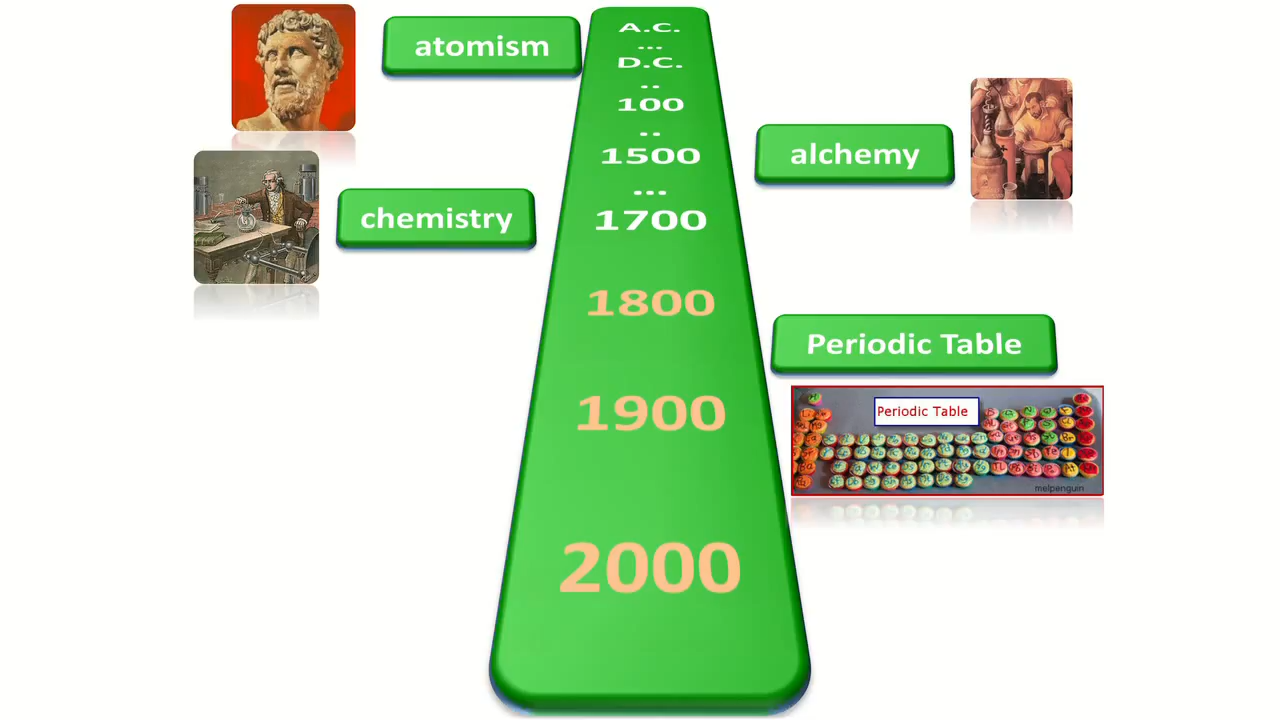 A.C.
atomism
...
D.C.
..
100
..
1500
alchemy
...
1700
chemistry
1800
Periodic Table
Periodic Table
1900
melpenguin
2000